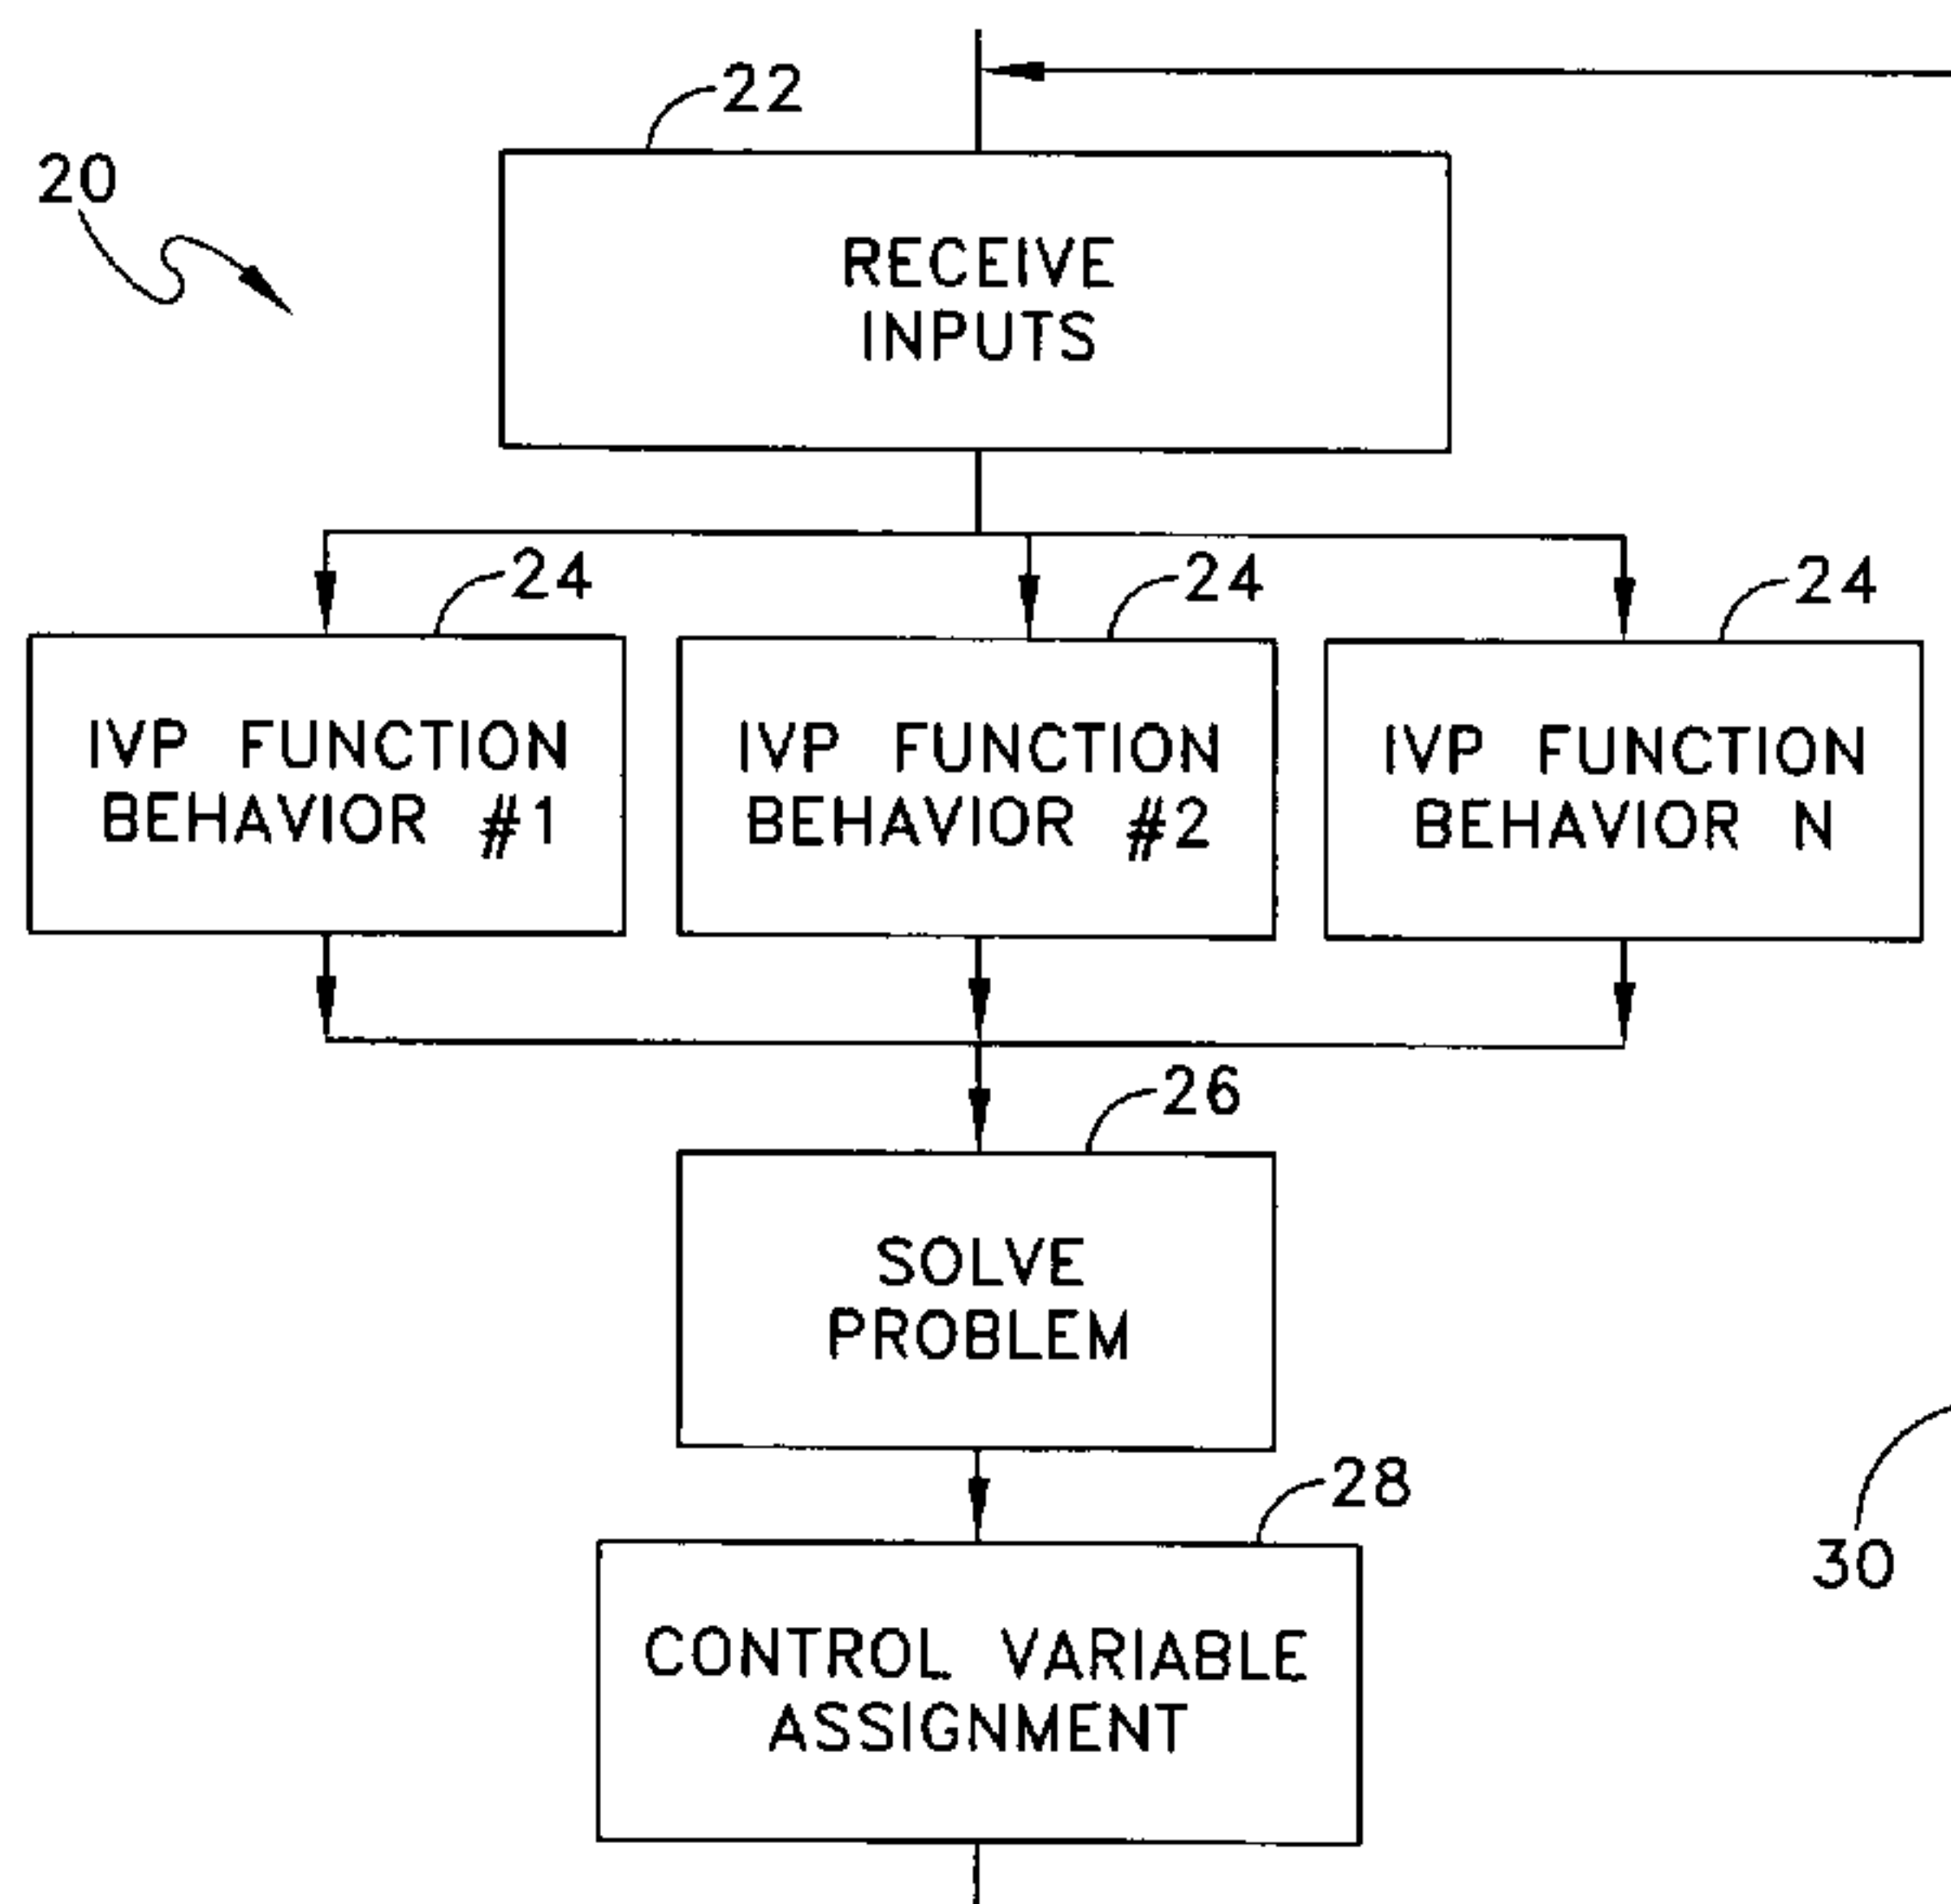 22
20
RECEIVE
INPUTS
24
24
24
IVP FUNCTION
BEHAVIOR #1
IVP FUNCTION
BEHAVIOR #2
IVP FUNCTION
BEHAVIOR N
26
SOLVE
PROBLEM
28
30
CONTROL VARIABLE
ASSIGNMENT